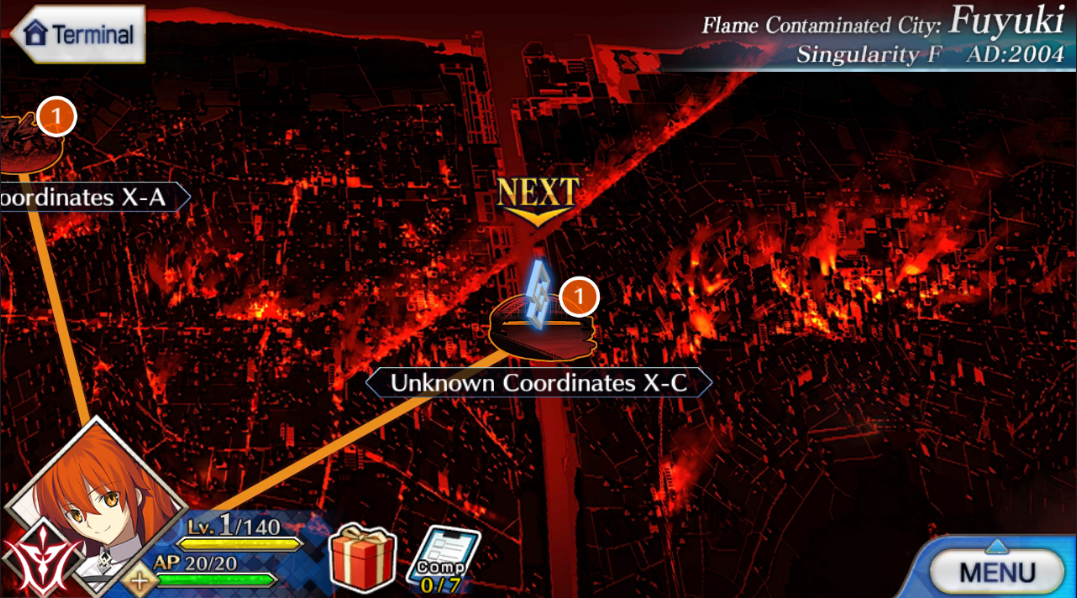 Terminal
Flame Contaminated City: Fuyuki
Singularity F AD:2004
1
oordinates X-A
NEXT
1
Unknown Coordinates X-C
Lv. 1/140
AP 20/20
Comp
0/7
MENU